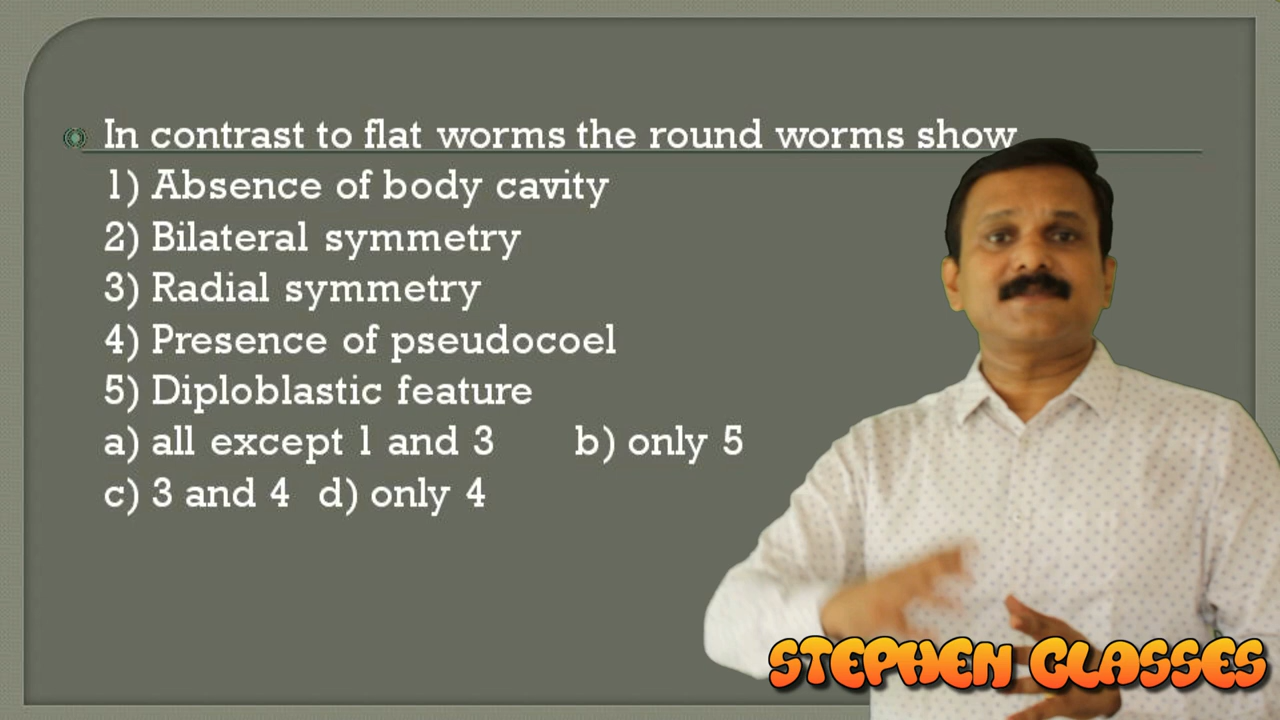 In contrast to flat worms the round worms show
1) Absence of body cavity
2) Bilateral symmetry
3) Radial symmetry
4) Presence of pseudocoel
5) Diploblastic feature
a) all except 1 and 3 b) only 5
c) 3 and 4 d) only 4
STEPHEN CLASSES